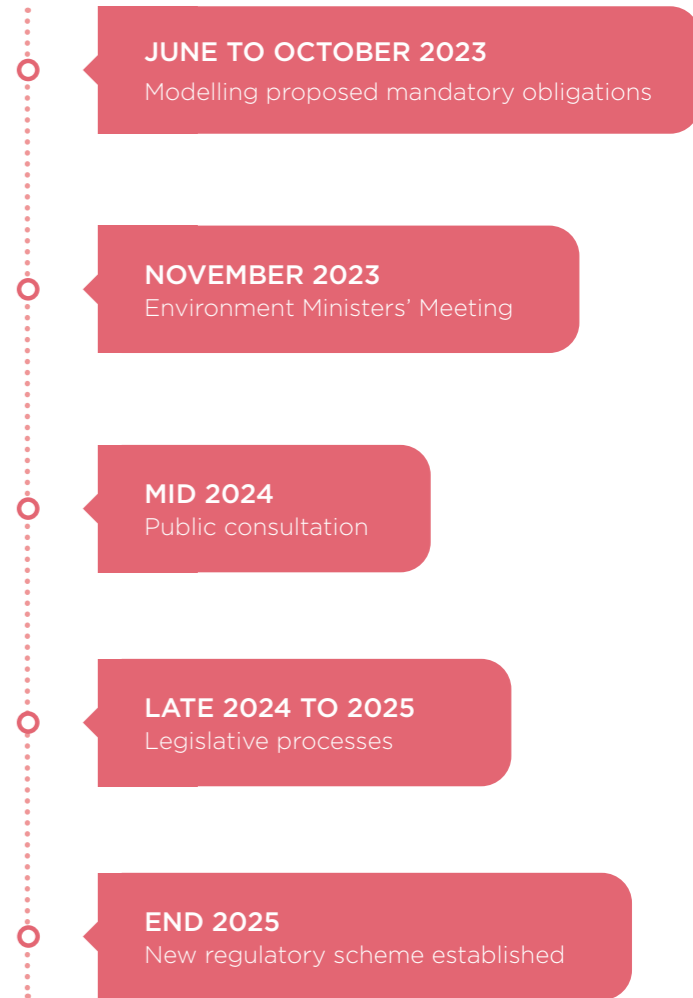 JUNE TO OCTOBER 2023
Modelling proposed mandatory obligations
NOVEMBER 2023
Environment Ministers’ Meeting
MID 2024
Public consultation
LATE 2024 TO 2025
Legislative processes
END 2025
New regulatory scheme established